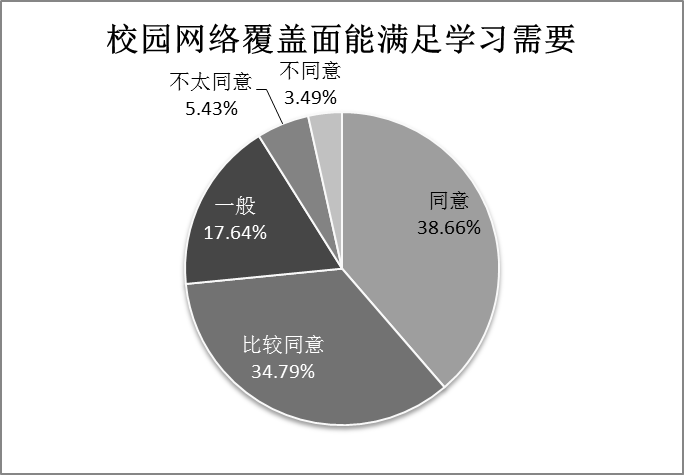 校园网络覆盖面能满足学习需要
不同意
3.49%
不太同意
5.43%
同意
38.66%
一般
17.64%
比较同意
34.79%